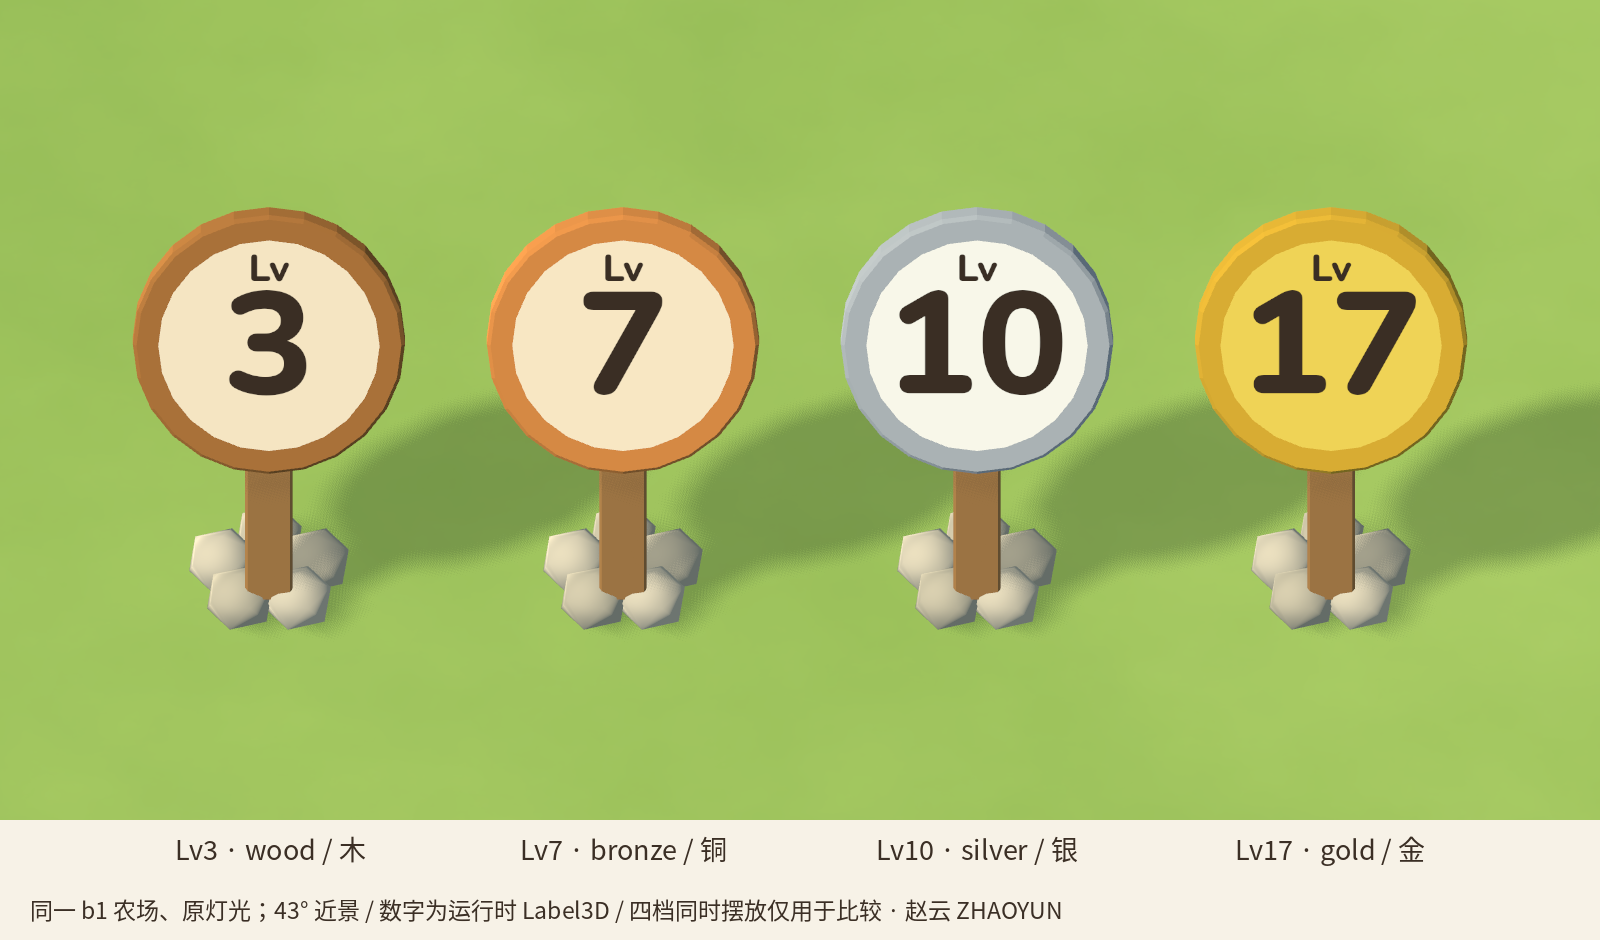 Lv
3
Lv
7
Lv
10
Lv
17
Lv3 · wood / 木
Lv7 · bronze / 铜
Lv10 · silver / 银
Lv17 · gold / 金
同一 b1 农场、原灯光；43° 近景 / 数字为运行时 Label3D / 四档同时摆放仅用于比较 · 赵云 ZHAOYUN